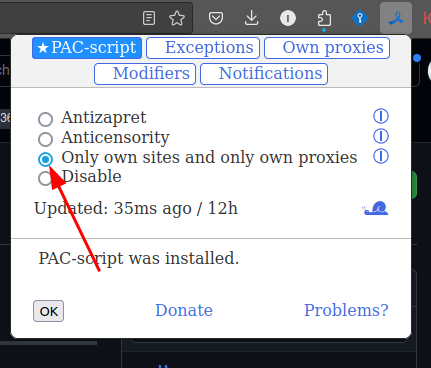 ★PAC-script Exceptions Own proxies
Modifiers Notifications
Antizapret
Anticensority
Only own sites and only own proxies
Disable
Updated: 35ms ago / 12h
PAC-script was installed.
OK Donate Problems?